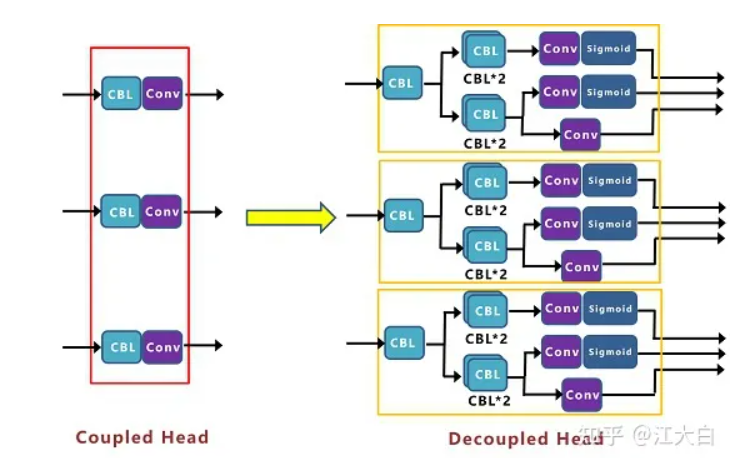 CBL Conv
CBL Conv
CBL Conv
Coupled Head
CBL
CBL
CBL*2
Conv Sigmoid
CBL
CBL*2
Conv Sigmoid
Conv
CBL
CBL
CBL*2
Conv Sigmoid
CBL
CBL*2
Conv Sigmoid
Conv
CBL
CBL
CBL*2
Conv Sigmoid
CBL
CBL*2
Conv Sigmoid
Conv
Decoupled Head
知乎 @江大白